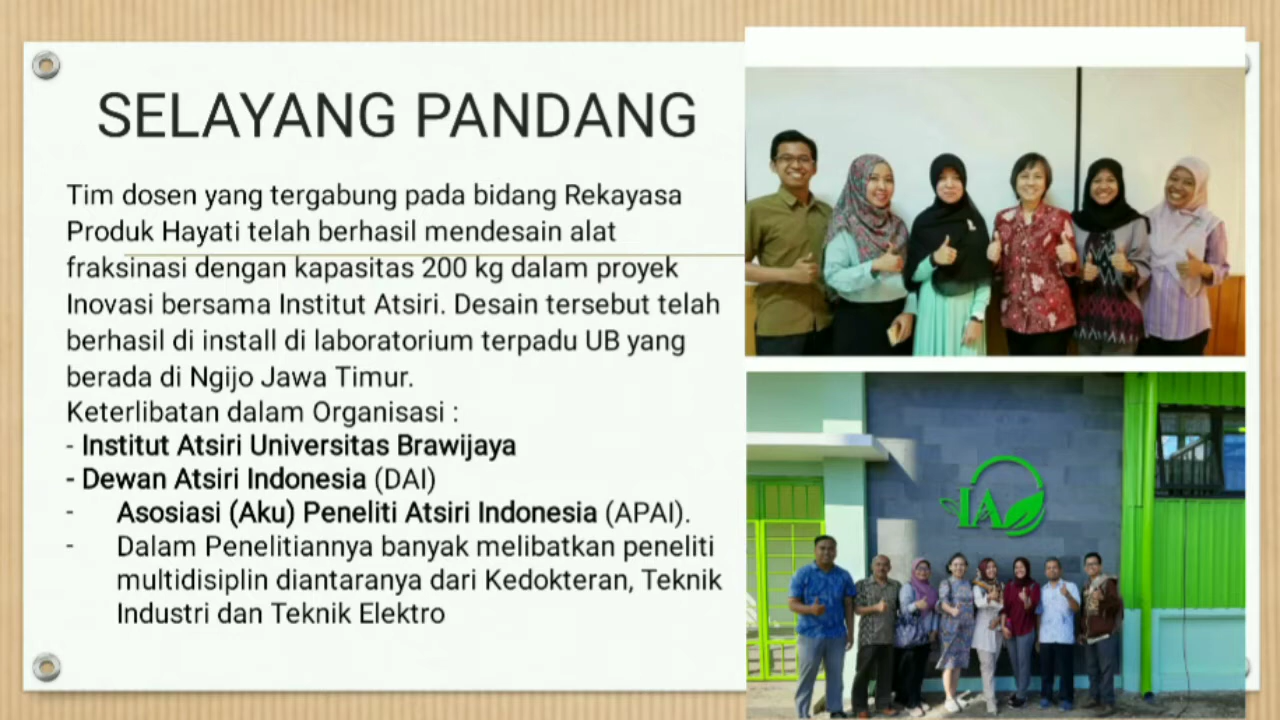 SELAYANG PANDANG
Tim dosen yang tergabung pada bidang Rekayasa
Produk Hayati telah berhasil mendesain alat
fraksinasi dengan kapasitas 200 kg dalam proyek
Inovasi bersama Institut Atsiri. Desain tersebut telah
berhasil di install di laboratorium terpadu UB yang
berada di Ngijo Jawa Timur.
Keterlibatan dalam Organisasi :
- Institut Atsiri Universitas Brawijaya
- Dewan Atsiri Indonesia (DAI)
- Asosiasi (Aku) Peneliti Atsiri Indonesia (APAI).
- Dalam Penelitiannya banyak melibatkan peneliti
multidisiplin diantaranya dari Kedokteran, Teknik
Industri dan Teknik Elektro
IA